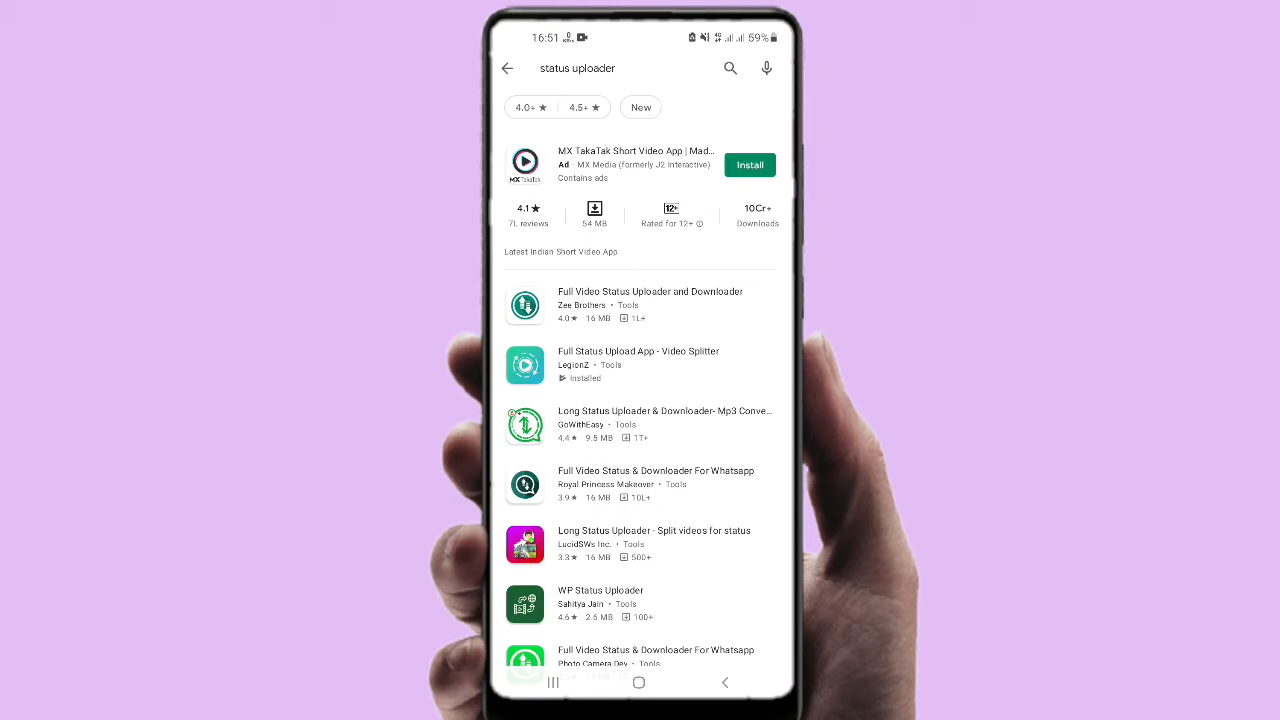 16:51 59%
status uploader
4.0+ ★ 4.5+ ★ New
MX TakaTak Short Video App | Mad...
Ad • MX Media (formerly J2 Interactive)
Contains ads
Install
MX TakaTak
4.1★ 12+ 10Cr+
7L reviews 54 MB Rated for 12+ Downloads
Latest Indian Short Video App
Full Video Status Uploader and Downloader
Zee Brothers • Tools
4.0★ 16 MB 1L+
Full Status Upload App - Video Splitter
LegionZ • Tools
Installed
Long Status Uploader & Downloader- Mp3 Conve...
GoWithEasy • Tools
4.4★ 9.5 MB 1T+
Full Video Status & Downloader For Whatsapp
Royal Princess Makeover • Tools
3.9★ 16 MB 10L+
Long Status Uploader - Split videos for status
LucidSWs Inc. • Tools
3.3★ 16 MB 500+
WP Status Uploader
Sahitya Jain • Tools
4.6★ 2.6 MB 100+
Full Video Status & Downloader For Whatsapp
Photo Camera Dev • Tools